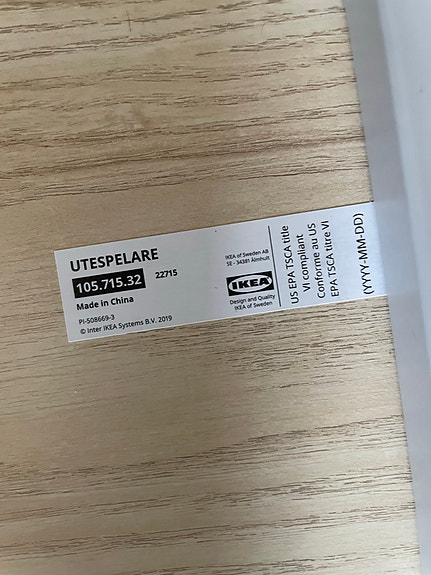 UTESPELARE
105.715.32 22715
Made in China
PI-508669-3
© Inter IKEA Systems B.V. 2019
IKEA of Sweden AB
SE - 34381 Älmhult
IKEA
Design and Quality
IKEA of Sweden
US EPA TSCA title
VI compliant
Conforme au US
EPA TSCA titre VI
(YYYY-MM-DD)